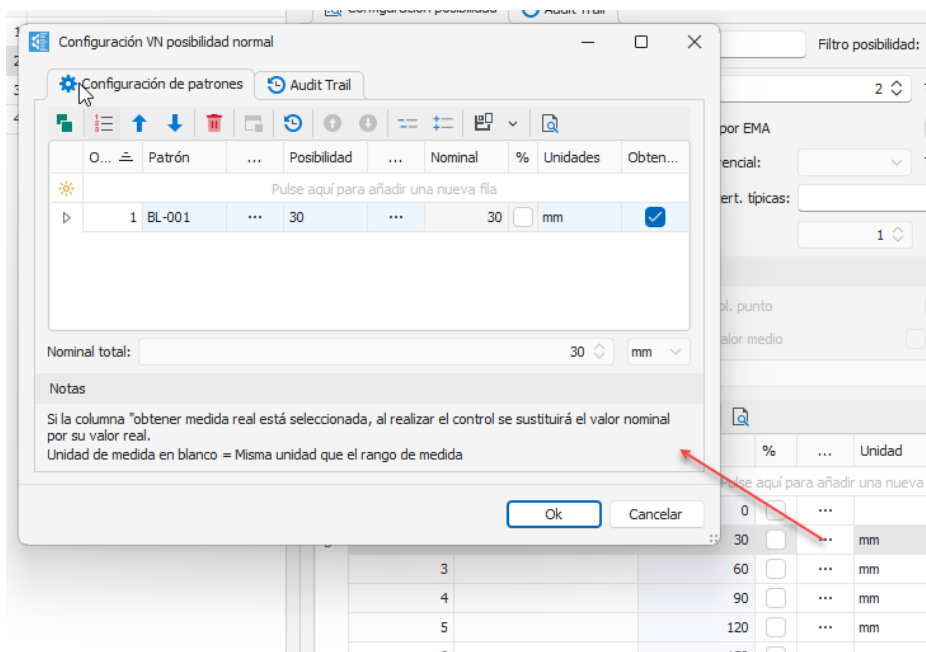 Configuración posibilidad
Audit Trail
Configuración VN posibilidad normal
Filtro posibilidad:
Configuración de patrones
Audit Trail
2
por EMA
O... Patrón ... Posibilidad ... Nominal % Unidades Obten...
Pulse aquí para añadir una nueva fila
1 BL-001 ... 30 ... 30 mm
encial:
ert. típicas:
1
ol. punto
alor medio
Nominal total: 30 mm
Notas
Si la columna "obtener medida real está seleccionada, al realizar el control se sustituirá el valor nominal
por su valor real.
Unidad de medida en blanco = Misma unidad que el rango de medida
Ok Cancelar
% ... Unidad
Pulse aquí para añadir una nueva
0 ...
30 ... mm
3 60 ... mm
4 90 ... mm
5 120 ... mm